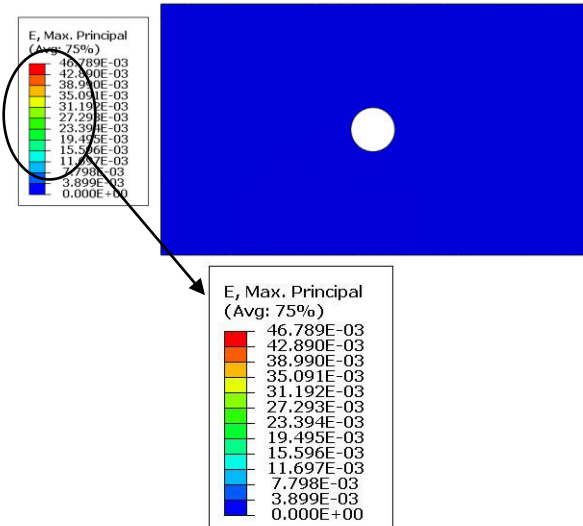 E, Max. Principal
(Avg: 75%)
46.789E-03
42.890E-03
38.990E-03
35.091E-03
31.192E-03
27.293E-03
23.394E-03
19.495E-03
15.596E-03
11.697E-03
7.798E-03
3.899E-03
0.000E+00
E, Max. Principal
(Avg: 75%)
46.789E-03
42.890E-03
38.990E-03
35.091E-03
31.192E-03
27.293E-03
23.394E-03
19.495E-03
15.596E-03
11.697E-03
7.798E-03
3.899E-03
0.000E+00